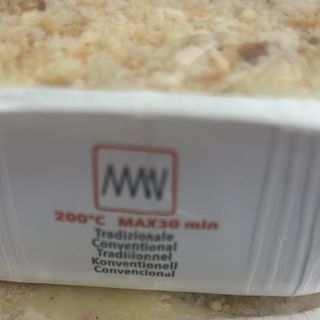 200°C MAX30 min
Tradizionale
Conventional
Traditionnel
Konventionell
Convencional